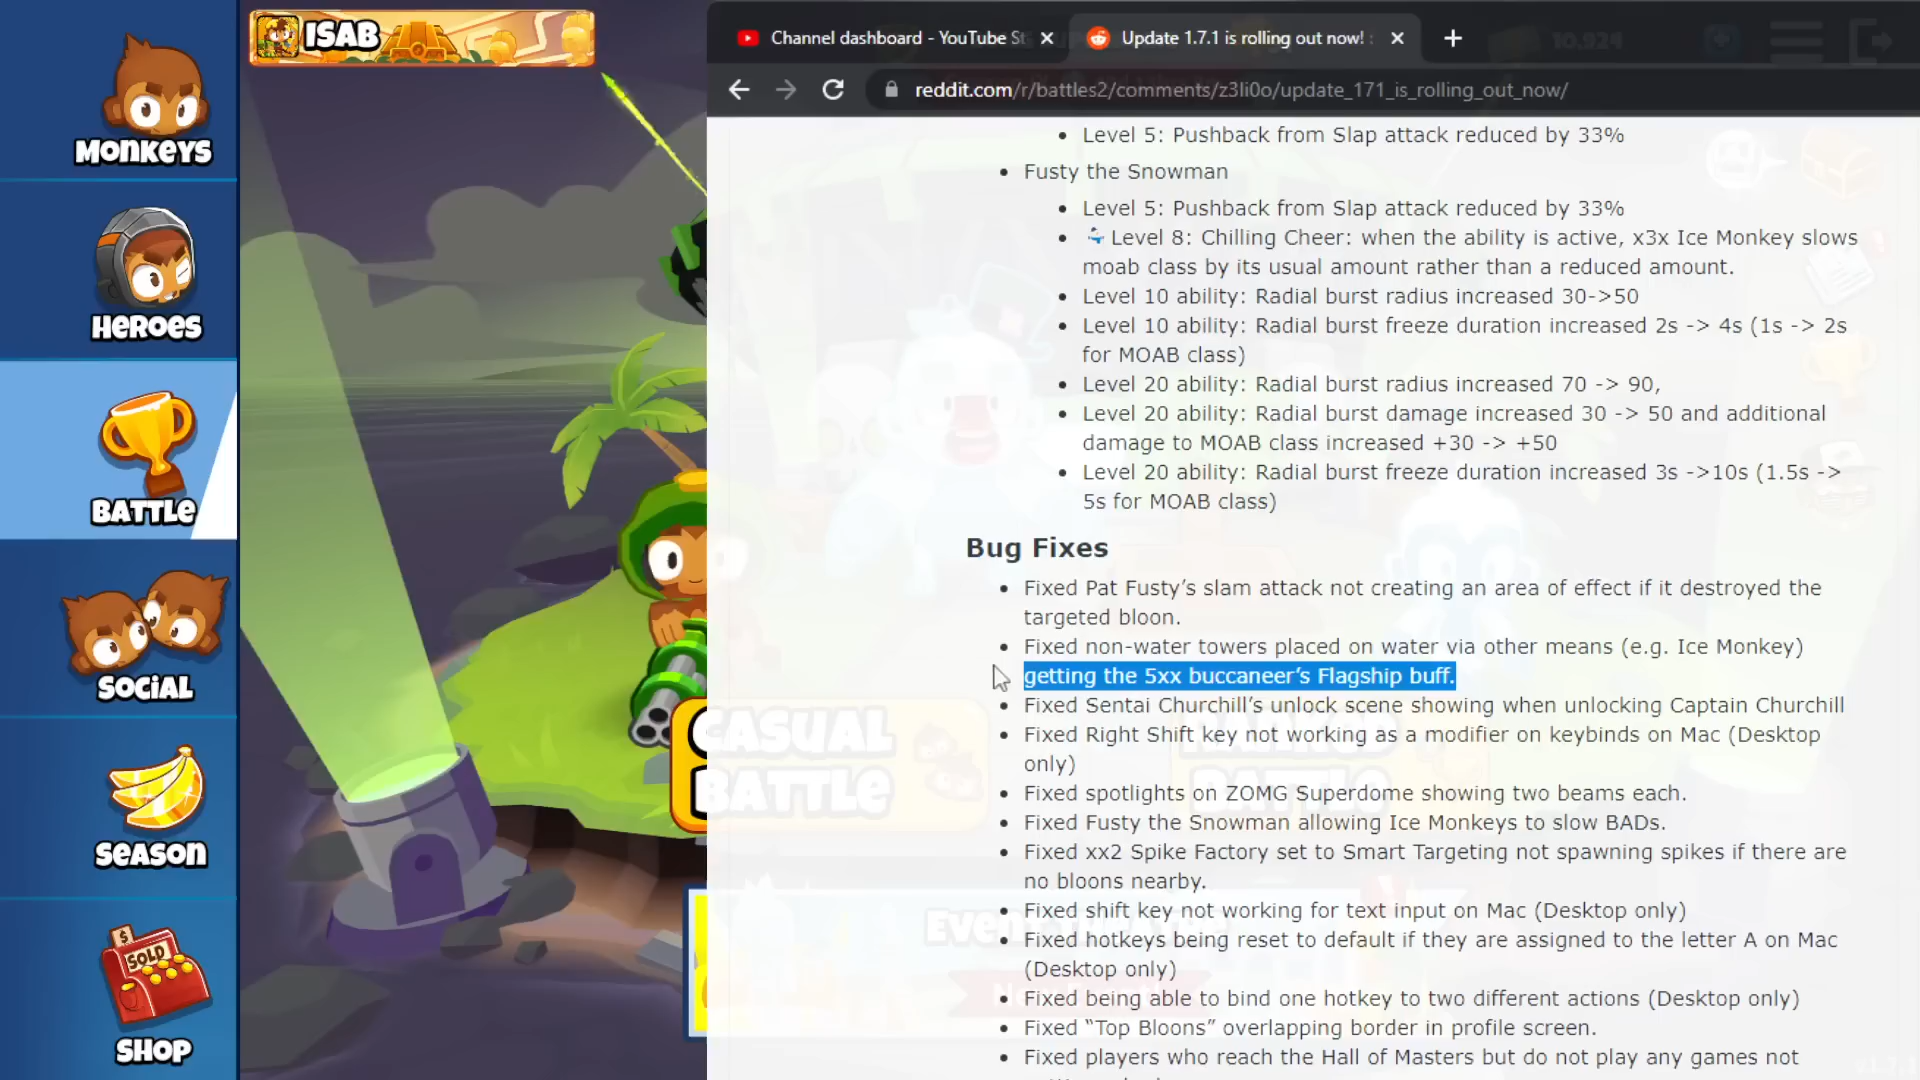 MONKEYS
HEROES
BATTLE
SOCIAL
SEASON
SOLD
SHOP
ISAB
Channel dashboard - YouTube St
Update 1.7.1 is rolling out now! :
10,924
reddit.com/r/battles2/comments/z3li0o/update_171_is_rolling_out_now/
• Level 5: Pushback from Slap attack reduced by 33%
• Fusty the Snowman
• Level 5: Pushback from Slap attack reduced by 33%
• Level 8: Chilling Cheer: when the ability is active, x3x Ice Monkey slows
moab class by its usual amount rather than a reduced amount.
• Level 10 ability: Radial burst radius increased 30->50
• Level 10 ability: Radial burst freeze duration increased 2s -> 4s (1s -> 2s
for MOAB class)
• Level 20 ability: Radial burst radius increased 70 -> 90,
• Level 20 ability: Radial burst damage increased 30 -> 50 and additional
damage to MOAB class increased +30 -> +50
• Level 20 ability: Radial burst freeze duration increased 3s ->10s (1.5s ->
5s for MOAB class)
Bug Fixes
• Fixed Pat Fusty’s slam attack not creating an area of effect if it destroyed the
targeted bloon.
• Fixed non-water towers placed on water via other means (e.g. Ice Monkey)
• getting the 5xx buccaneer’s Flagship buff.
• Fixed Sentai Churchill’s unlock scene showing when unlocking Captain Churchill
• Fixed Right Shift key not working as a modifier on keybinds on Mac (Desktop
only)
• Fixed spotlights on ZOMG Superdome showing two beams each.
• Fixed Fusty the Snowman allowing Ice Monkeys to slow BADs.
• Fixed xx2 Spike Factory set to Smart Targeting not spawning spikes if there are
no bloons nearby.
• Fixed shift key not working for text input on Mac (Desktop only)
• Fixed hotkeys being reset to default if they are assigned to the letter A on Mac
(Desktop only)
• Fixed being able to bind one hotkey to two different actions (Desktop only)
• Fixed “Top Bloons” overlapping border in profile screen.
• Fixed players who reach the Hall of Masters but do not play any games not
CASUAL
BATTLE
RANKED
BATTLE
v1.7.1